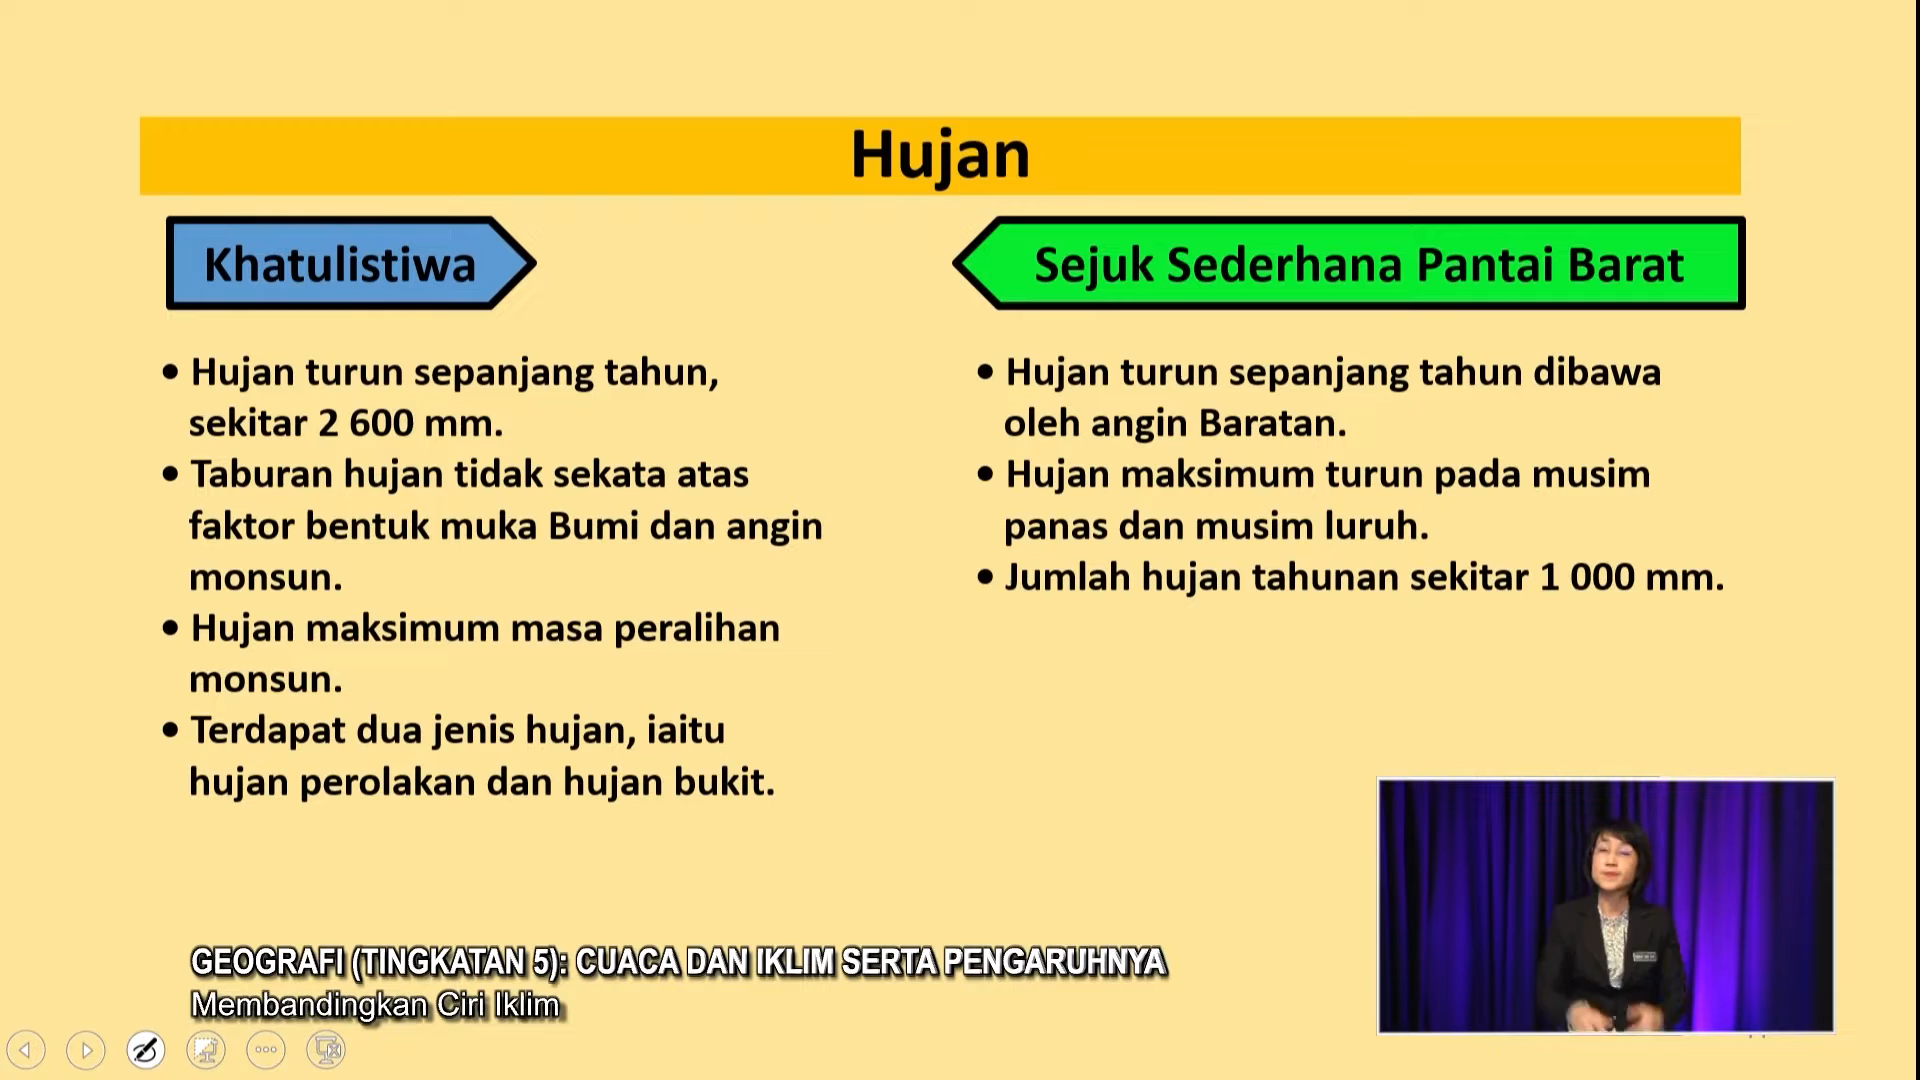 Hujan
Khatulistiwa
• Hujan turun sepanjang tahun,
sekitar 2 600 mm.
• Taburan hujan tidak sekata atas
faktor bentuk muka Bumi dan angin
monsun.
• Hujan maksimum masa peralihan
monsun.
• Terdapat dua jenis hujan, iaitu
hujan perolakan dan hujan bukit.
Sejuk Sederhana Pantai Barat
• Hujan turun sepanjang tahun dibawa
oleh angin Baratan.
• Hujan maksimum turun pada musim
panas dan musim luruh.
• Jumlah hujan tahunan sekitar 1 000 mm.
GEOGRAFI (TINGKATAN 5): CUACA DAN IKLIM SERTA PENGARUHNYA
Membandingkan Ciri Iklim